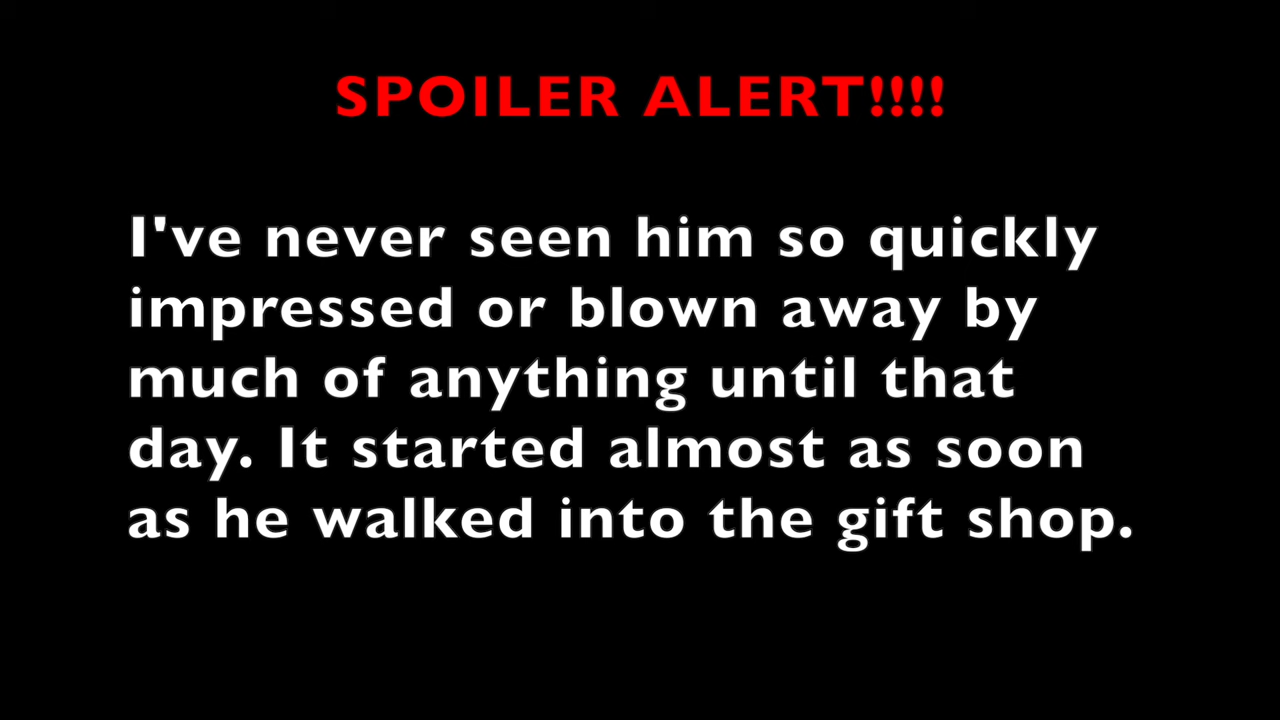 SPOILER ALERT!!!!
I've never seen him so quickly
impressed or blown away by
much of anything until that
day. It started almost as soon
as he walked into the gift shop.